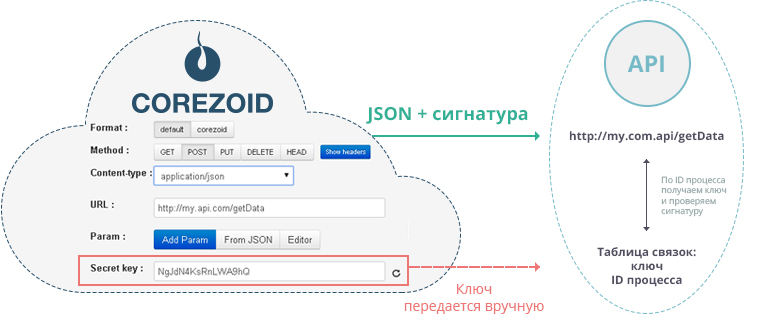 COREZOID
Format : default corezoid
Method : GET POST PUT DELETE HEAD Show headers
Content-type : application/json
URL : http://my.api.com/getData
Param : Add Param From JSON Editor
Secret key : NgJdN4KsRnLWA9hQ
JSON + сигнатура
Ключ
передается вручную
API
http://my.com.api/getData
По ID процесса
получаем ключ
и проверяем
сигнатуру
Таблица связок:
ключ
ID процесса